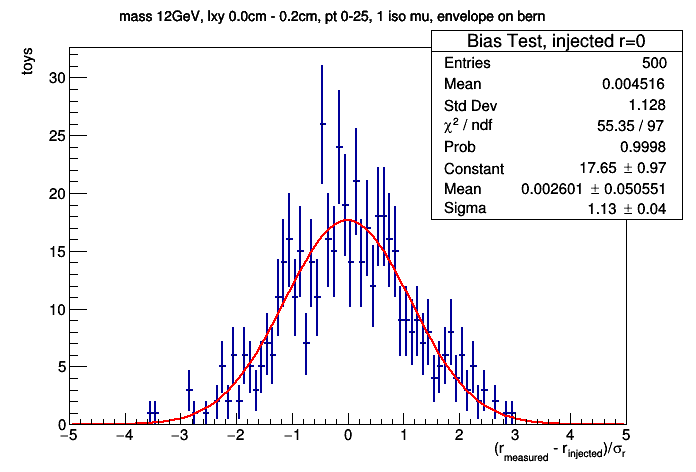 mass 12GeV, lxy 0.0cm - 0.2cm, pt 0-25, 1 iso mu, envelope on bern
Bias Test, injected r=0
Entries 500
Mean 0.004516
Std Dev 1.128
χ² / ndf 55.35 / 97
Prob 0.9998
Constant 17.65 ± 0.97
Mean 0.002601 ± 0.050551
Sigma 1.13 ± 0.04
toys
30
25
20
15
10
5
0
−5 −4 −3 −2 −1 0 1 2 3 4 5
(r_measured - r_injected)/σ_r